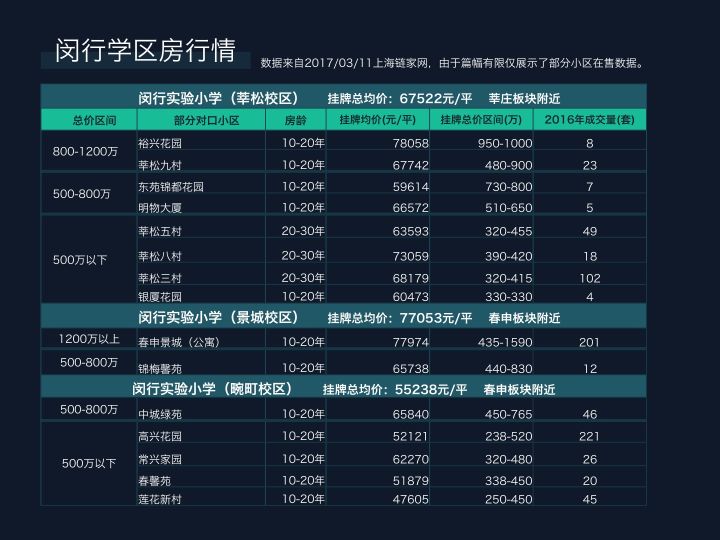 闵行学区房行情
数据来自2017/03/11上海链家网，由于篇幅有限仅展示了部分小区在售数据。
闵行实验小学（莘松校区） 挂牌总均价：67522元/平 莘庄板块附近
总价区间 部分对口小区 房龄 挂牌均价(元/平) 挂牌总价区间(万) 2016年成交量(套)
800-1200万 裕兴花园 10-20年 78058 950-1000 8
莘松九村 10-20年 67742 480-900 23
500-800万 东苑锦都花园 10-20年 59614 730-800 7
明物大厦 10-20年 66572 510-650 5
500万以下 莘松五村 20-30年 63593 320-455 49
莘松八村 20-30年 73059 390-420 18
莘松三村 20-30年 68179 320-415 102
银厦花园 10-20年 60473 330-330 4
闵行实验小学（景城校区） 挂牌总均价：77053元/平 春申板块附近
1200万以上 春申景城（公寓） 10-20年 77974 435-1590 201
500-800万 锦梅馨苑 10-20年 65738 440-830 12
闵行实验小学（畹町校区） 挂牌总均价：55238元/平 春申板块附近
500-800万 中城绿苑 10-20年 65840 450-765 46
500万以下 高兴花园 10-20年 52121 238-520 221
常兴家园 10-20年 62270 320-480 26
春馨苑 10-20年 51879 338-450 20
莲花新村 10-20年 47605 250-450 45